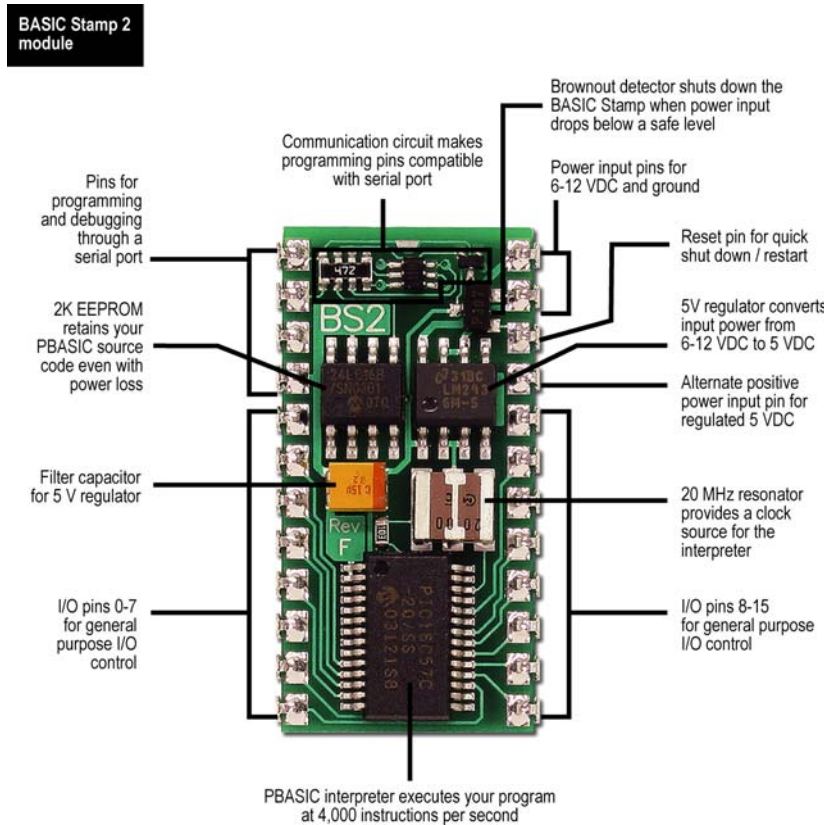 BASIC Stamp 2
module
Brownout detector shuts down the
BASIC Stamp when power input
drops below a safe level
Communication circuit makes
programming pins compatible
with serial port
Power input pins for
6-12 VDC and ground
Pins for
programming
and debugging
through a
serial port
Reset pin for quick
shut down / restart
2K EEPROM
retains your
PBASIC source
code even with
power loss
5V regulator converts
input power from
6-12 VDC to 5 VDC
Alternate positive
power input pin for
regulated 5 VDC
472
BS2
Filter capacitor
for 5 V regulator
20 MHz resonator
provides a clock
source for the
interpreter
Rev
F
103
I/O pins 0-7
for general
purpose I/O
control
PIC16C57C
-20/SS
I/O pins 8-15
for general purpose
I/O control
PBASIC interpreter executes your program
at 4,000 instructions per second